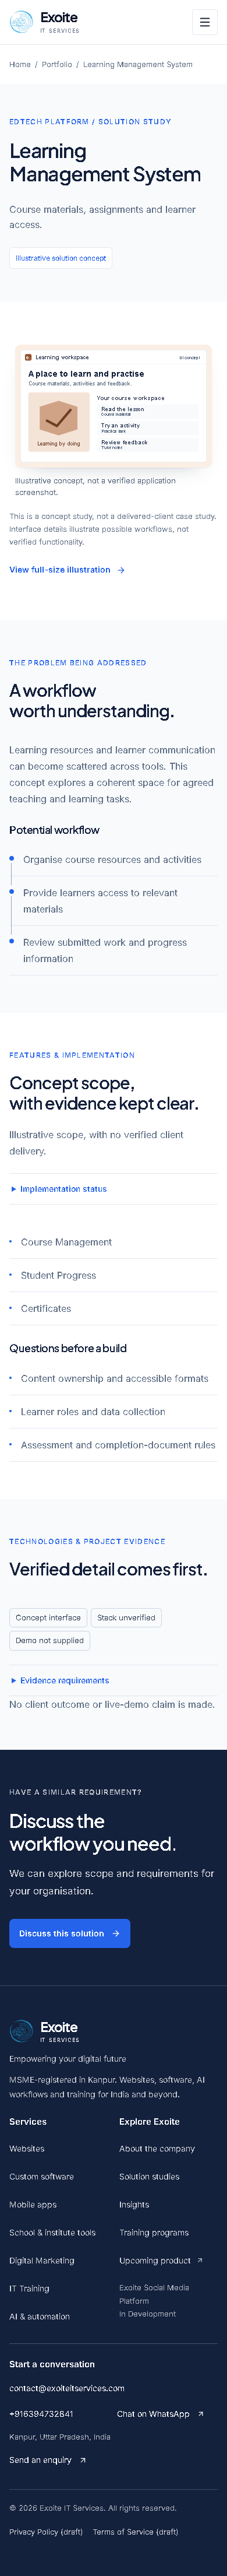 Exoite
IT SERVICES
Home / Portfolio / Learning Management System
EDTECH PLATFORM / SOLUTION STUDY
Learning
Management System
Course materials, assignments and learner
access.
Illustrative solution concept
Learning workspace
A place to learn and practise
Course materials, activities and feedback.
Learning by doing
Your course workspace
Read the lesson
Course material
Try an activity
Practice task
Review feedback
Tutor notes
Illustrative concept, not a verified application
screenshot.
This is a concept study, not a delivered-client case study.
Interface details illustrate possible workflows, not
verified functionality.
View full-size illustration →
THE PROBLEM BEING ADDRESSED
A workflow
worth understanding.
Learning resources and learner communication
can become scattered across tools. This
concept explores a coherent space for agreed
teaching and learning tasks.
Potential workflow
Organise course resources and activities
Provide learners access to relevant
materials
Review submitted work and progress
information
FEATURES & IMPLEMENTATION
Concept scope,
with evidence kept clear.
Illustrative scope, with no verified client
delivery.
▶ Implementation status
Course Management
Student Progress
Certificates
Questions before a build
Content ownership and accessible formats
Learner roles and data collection
Assessment and completion-document rules
TECHNOLOGIES & PROJECT EVIDENCE
Verified detail comes first.
Concept interface
Stack unverified
Demo not supplied
▶ Evidence requirements
No client outcome or live-demo claim is made.
HAVE A SIMILAR REQUIREMENT?
Discuss the
workflow you need.
We can explore scope and requirements for
your organisation.
Discuss this solution →
Exoite
IT SERVICES
Empowering your digital future
MSME-registered in Kanpur. Websites, software, AI
workflows and training for India and beyond.
Services
Websites
Custom software
Mobile apps
School & institute tools
Digital Marketing
IT Training
AI & automation
Explore Exoite
About the company
Solution studies
Insights
Training programs
Upcoming product ↗
Exoite Social Media
Platform
In Development
Start a conversation
contact@exoiteitservices.com
+916394732841
Chat on WhatsApp ↗
Kanpur, Uttar Pradesh, India
Send an enquiry ↗
© 2026 Exoite IT Services. All rights reserved.
Privacy Policy (draft) Terms of Service (draft)